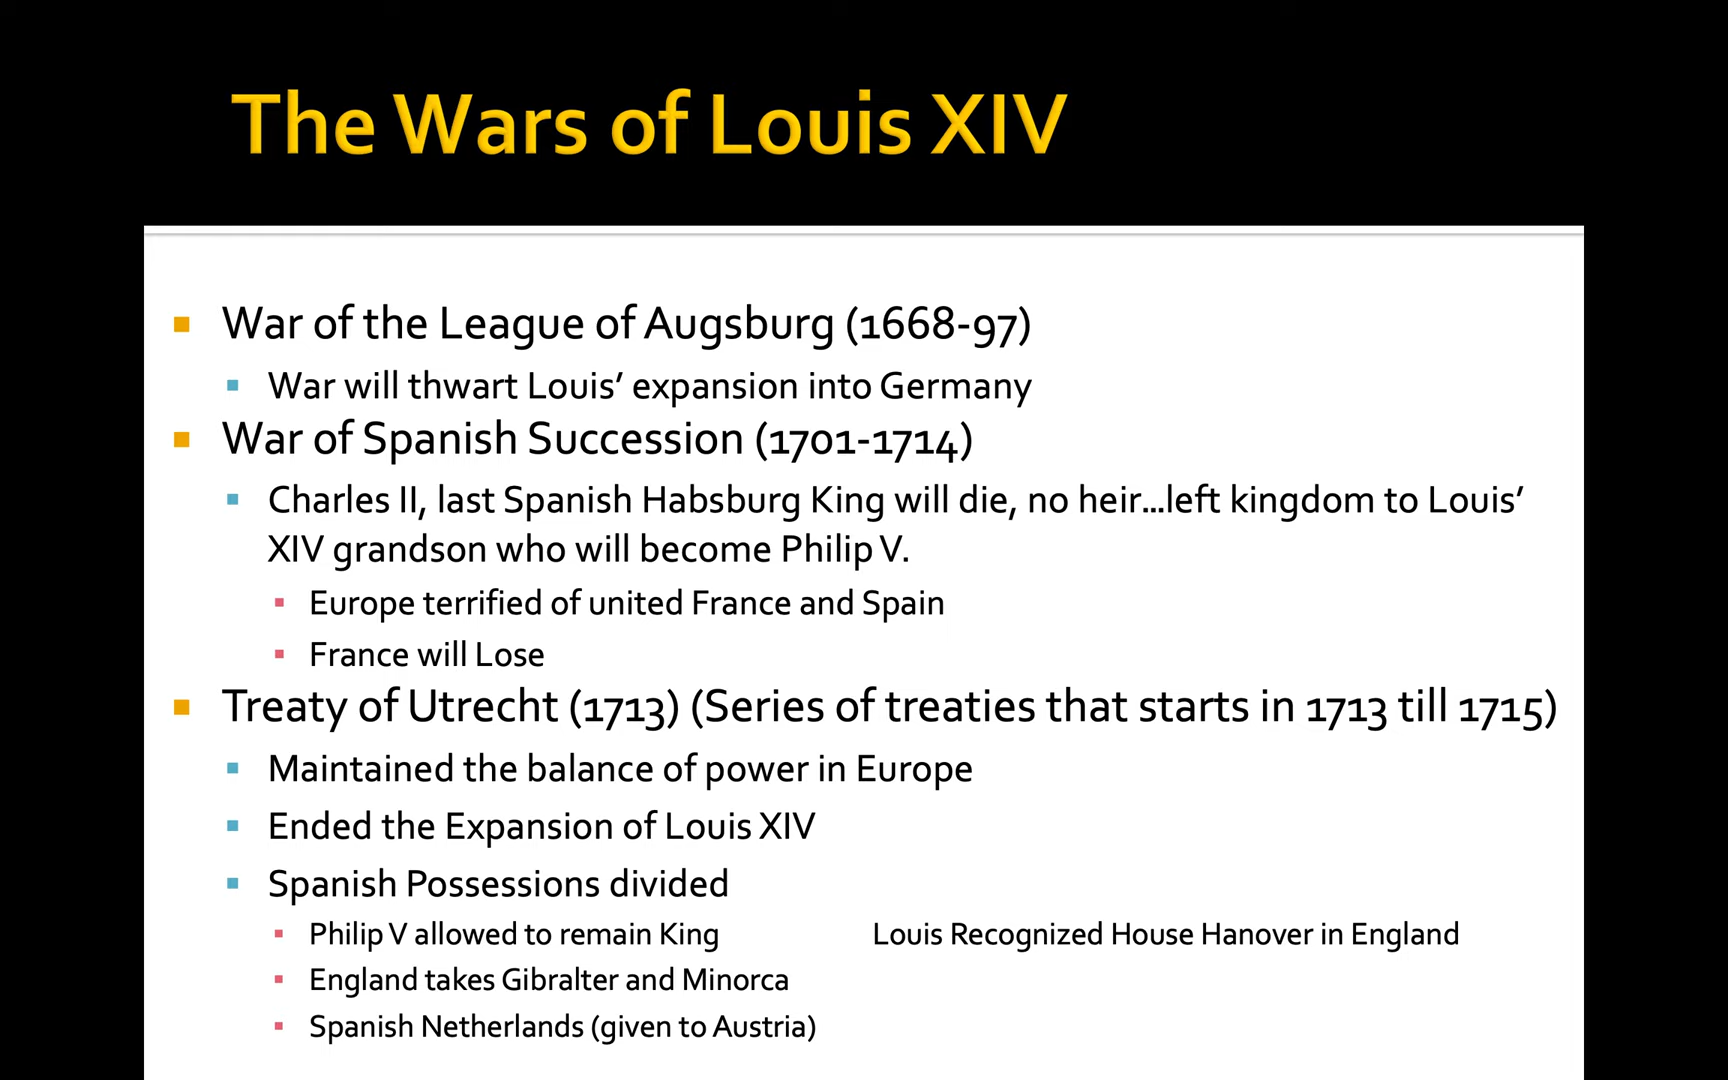 The Wars of Louis XIV
War of the League of Augsburg (1668-97)
War will thwart Louis’ expansion into Germany
War of Spanish Succession (1701-1714)
Charles II, last Spanish Habsburg King will die, no heir...left kingdom to Louis’
XIV grandson who will become Philip V.
Europe terrified of united France and Spain
France will Lose
Treaty of Utrecht (1713) (Series of treaties that starts in 1713 till 1715)
Maintained the balance of power in Europe
Ended the Expansion of Louis XIV
Spanish Possessions divided
Philip V allowed to remain King Louis Recognized House Hanover in England
England takes Gibralter and Minorca
Spanish Netherlands (given to Austria)